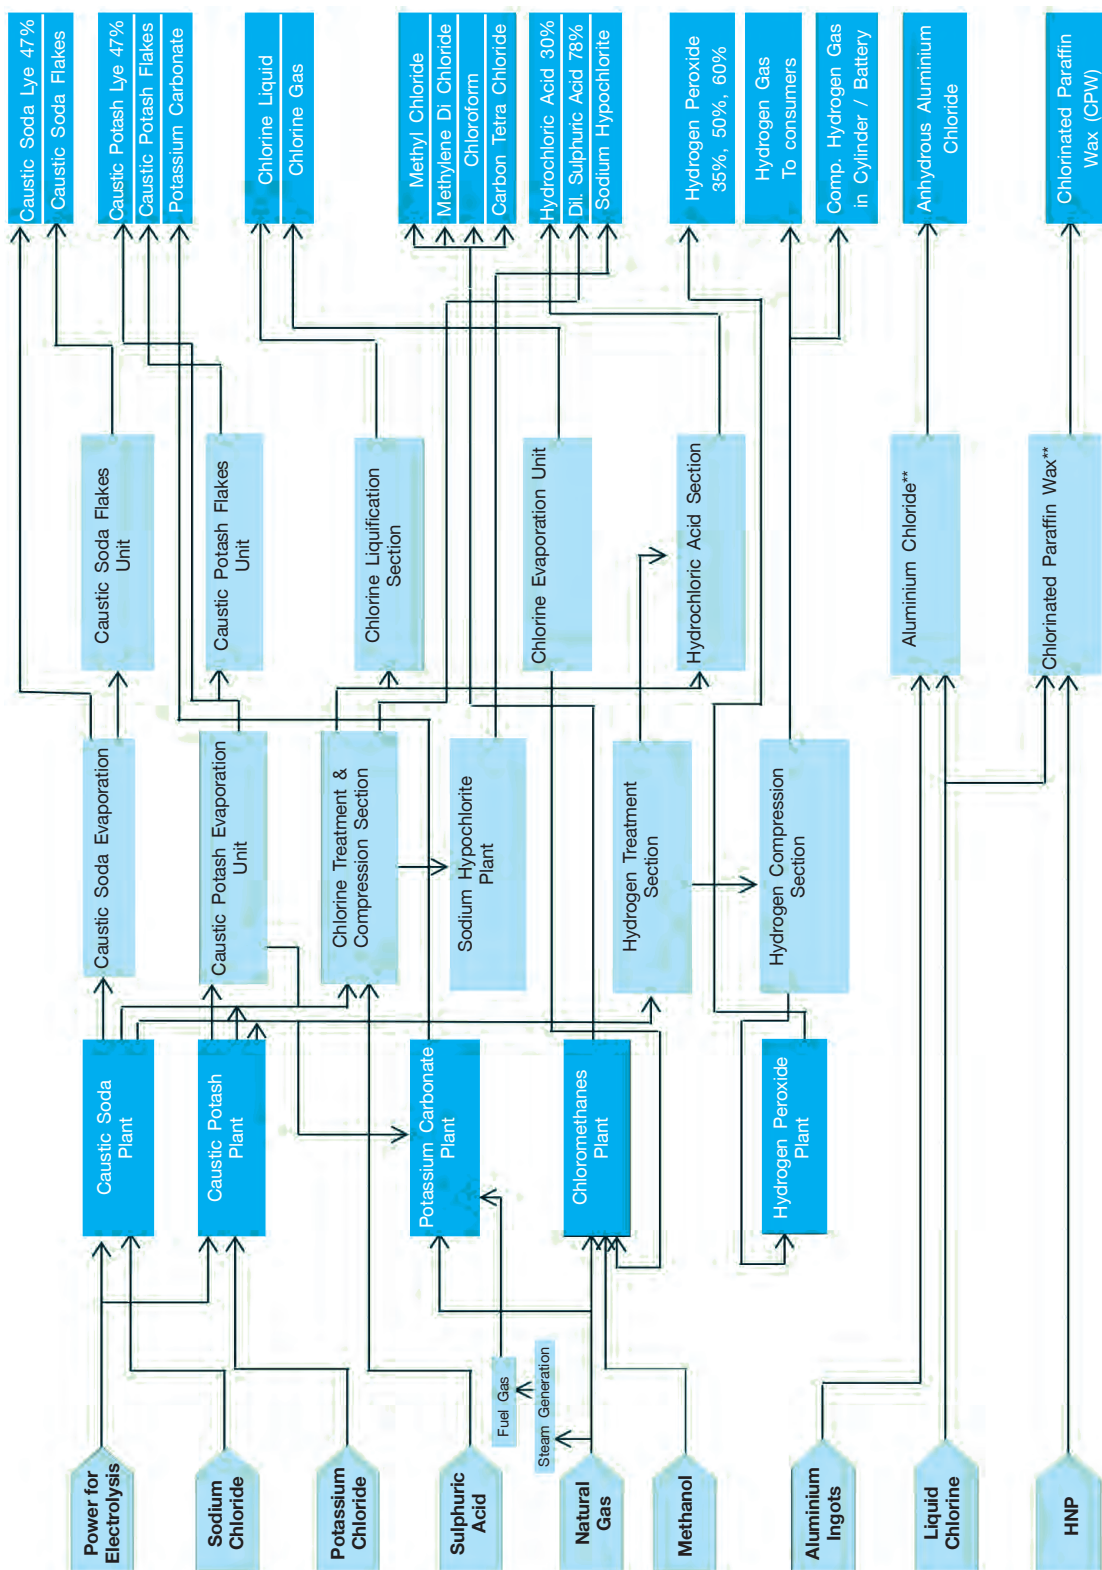 Power for
Electrolysis
Sodium
Chloride
Potassium
Chloride
Sulphuric
Acid
Natural
Gas
Methanol
Aluminium
Ingots
Liquid
Chlorine
HNP
Steam Generation
Fuel Gas
Caustic Soda
Plant
Caustic Potash
Plant
Potassium Carbonate
Plant
Chloromethanes
Plant
Hydrogen Peroxide
Plant
Caustic Soda Evaporation
Caustic Potash Evaporation
Unit
Chlorine Treatment &
Compression Section
Sodium Hypochlorite
Plant
Hydrogen Treatment
Section
Hydrogen Compression
Section
Caustic Soda Flakes
Unit
Caustic Potash Flakes
Unit
Chlorine Liquification
Section
Chlorine Evaporation Unit
Hydrochloric Acid Section
Aluminium Chloride**
Chlorinated Paraffin Wax**
Caustic Soda Lye 47%
Caustic Soda Flakes
Caustic Potash Lye 47%
Caustic Potash Flakes
Potassium Carbonate
Chlorine Liquid
Chlorine Gas
Methyl Chloride
Methylene Di Chloride
Chloroform
Carbon Tetra Chloride
Hydrochloric Acid 30%
Dil. Sulphuric Acid 78%
Sodium Hypochlorite
Hydrogen Peroxide
35%, 50%, 60%
Hydrogen Gas
To consumers
Comp. Hydrogen Gas
in Cylinder / Battery
Anhydrous Aluminium
Chloride
Chlorinated Paraffin
Wax (CPW)